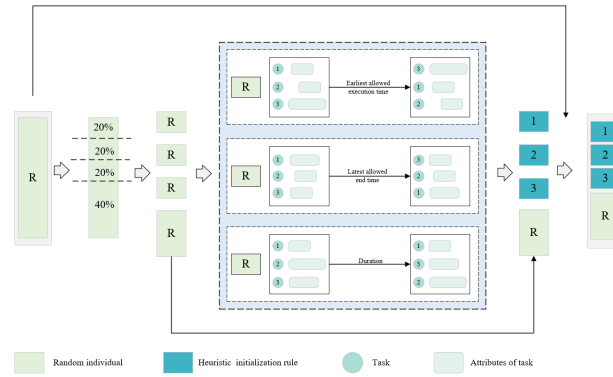 R
20%
20%
20%
40%
R
R
R
R
R
1
2
3
Earliest allowed
execution time
3
1
2
R
1
2
3
Latest allowed
end time
3
2
1
R
1
2
3
Duration
1
3
2
1
2
3
R
1
2
3
R
Random individual
Heuristic initialization rule
Task
Attributes of task